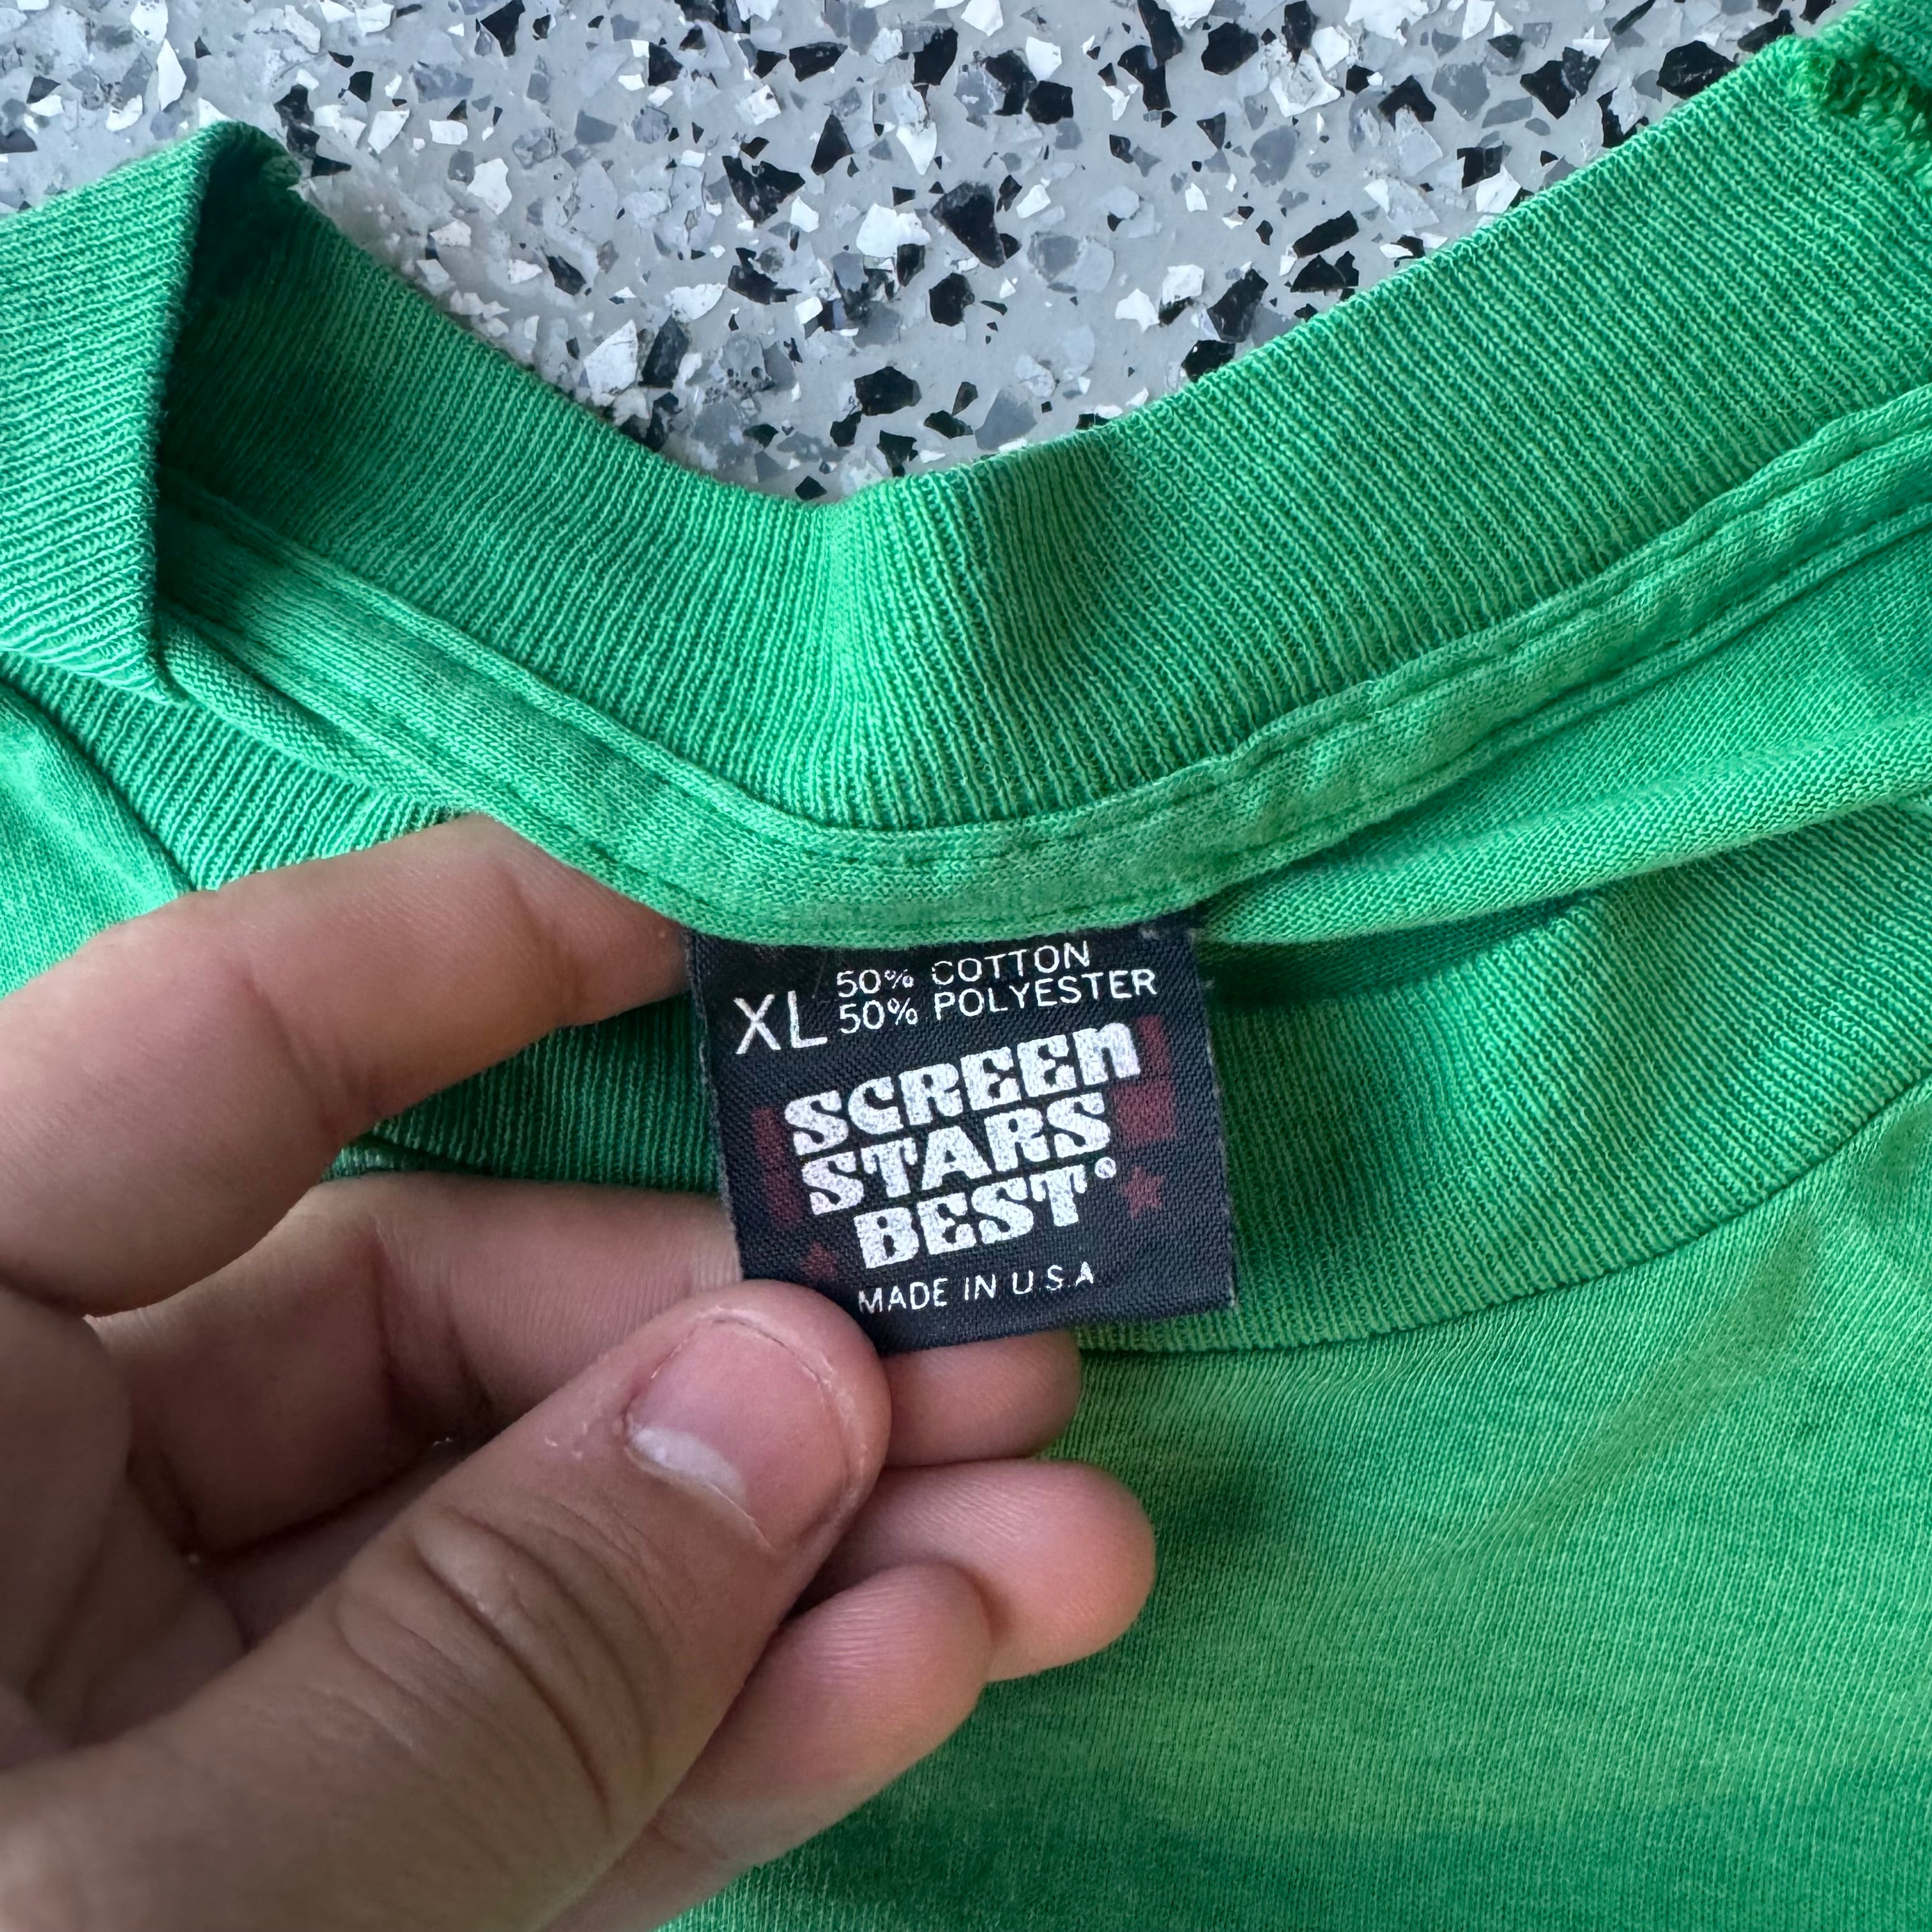 XL
50% COTTON
50% POLYESTER
SCREEn
STARS
BEST®
MADE IN U.S.A